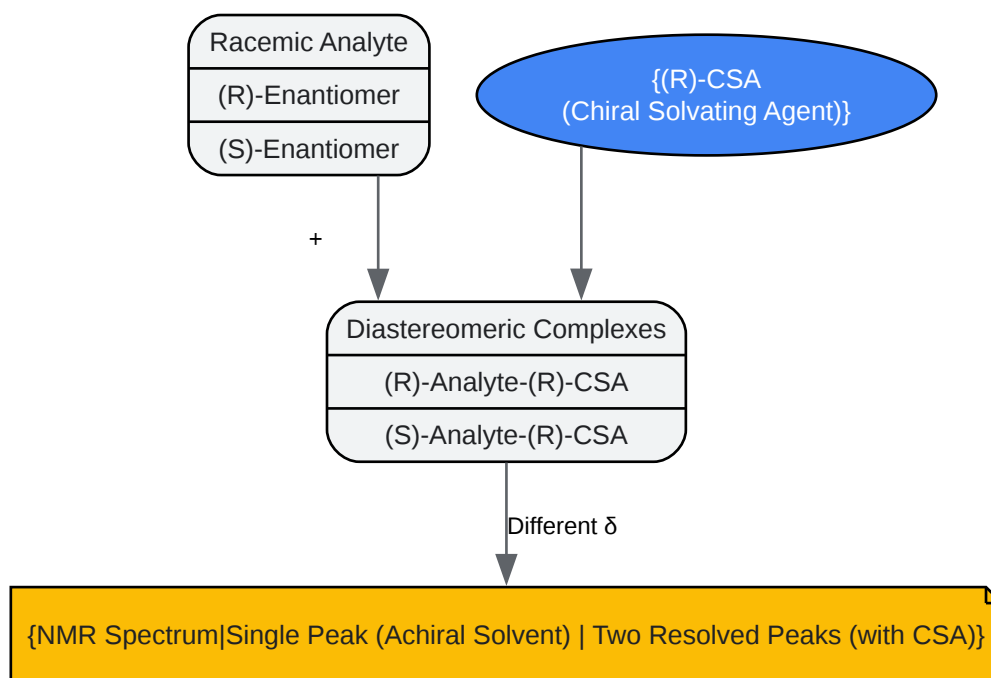 Racemic Analyte
(R)-Enantiomer
(S)-Enantiomer
{(R)-CSA
(Chiral Solvating Agent)}
+
Diastereomeric Complexes
(R)-Analyte-(R)-CSA
(S)-Analyte-(R)-CSA
Different δ
{NMR Spectrum|Single Peak (Achiral Solvent) | Two Resolved Peaks (with CSA)}